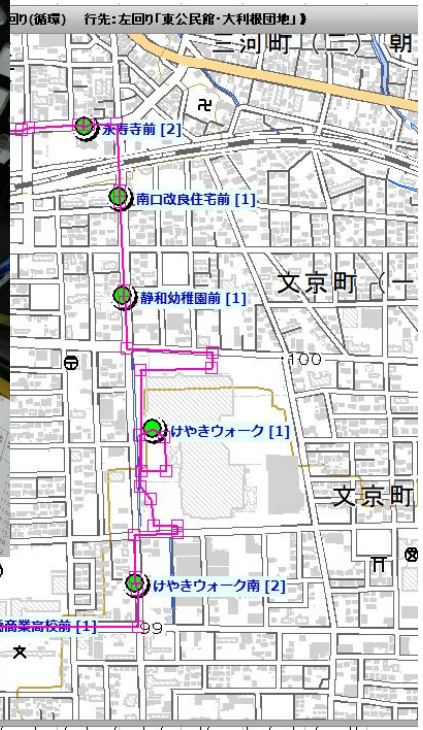 回り(循環) 行先:左回り「東公民館・大利根団地」》
三河町(二) 朝
永寿寺前 [2]
南口改良住宅前 [1]
文京町(一
静和幼稚園前 [1]
100
けやきウォーク [1]
文京町
けやきウォーク南 [2]
商業高校前 [1]
99